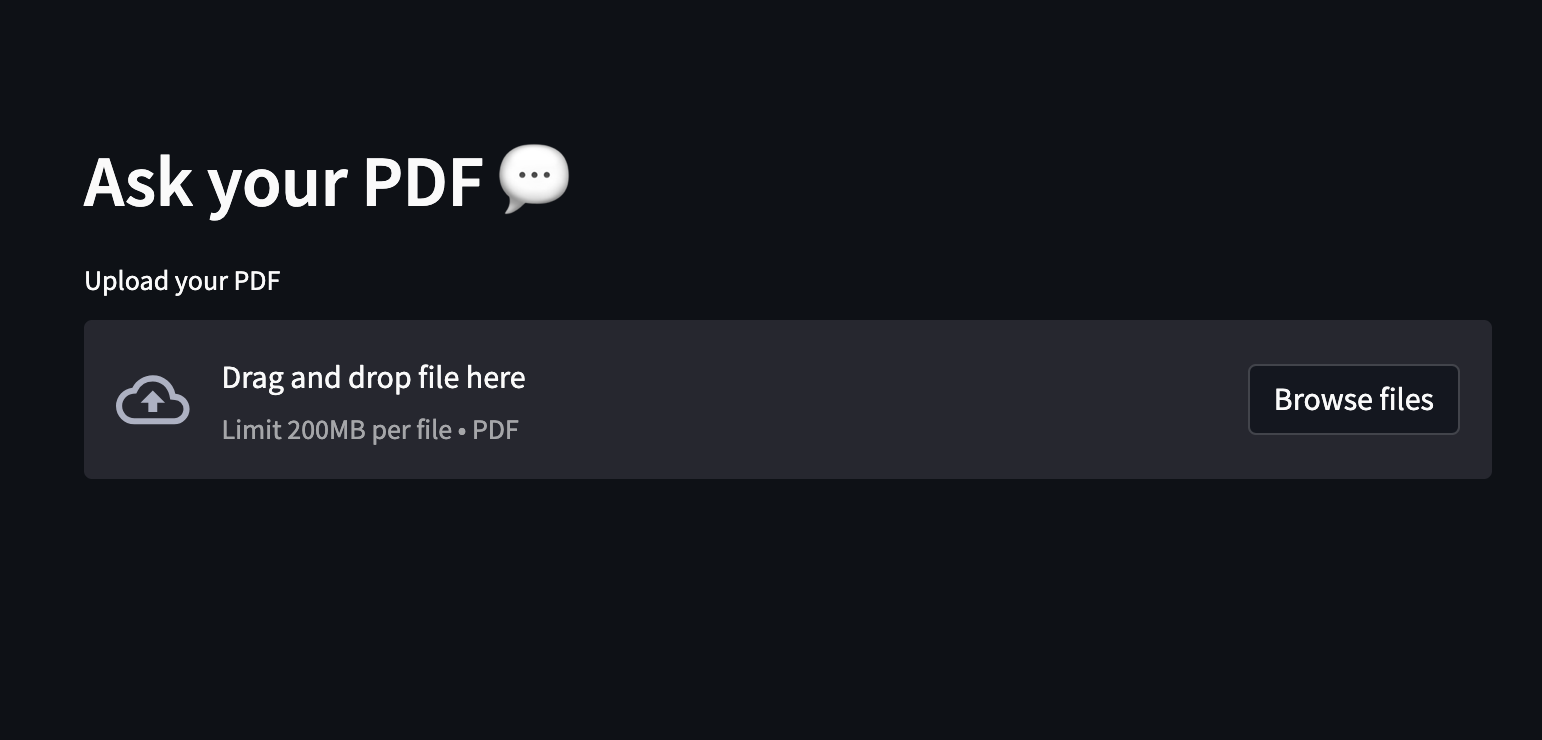 Ask your PDF 💬
Upload your PDF
Drag and drop file here
Limit 200MB per file • PDF
Browse files